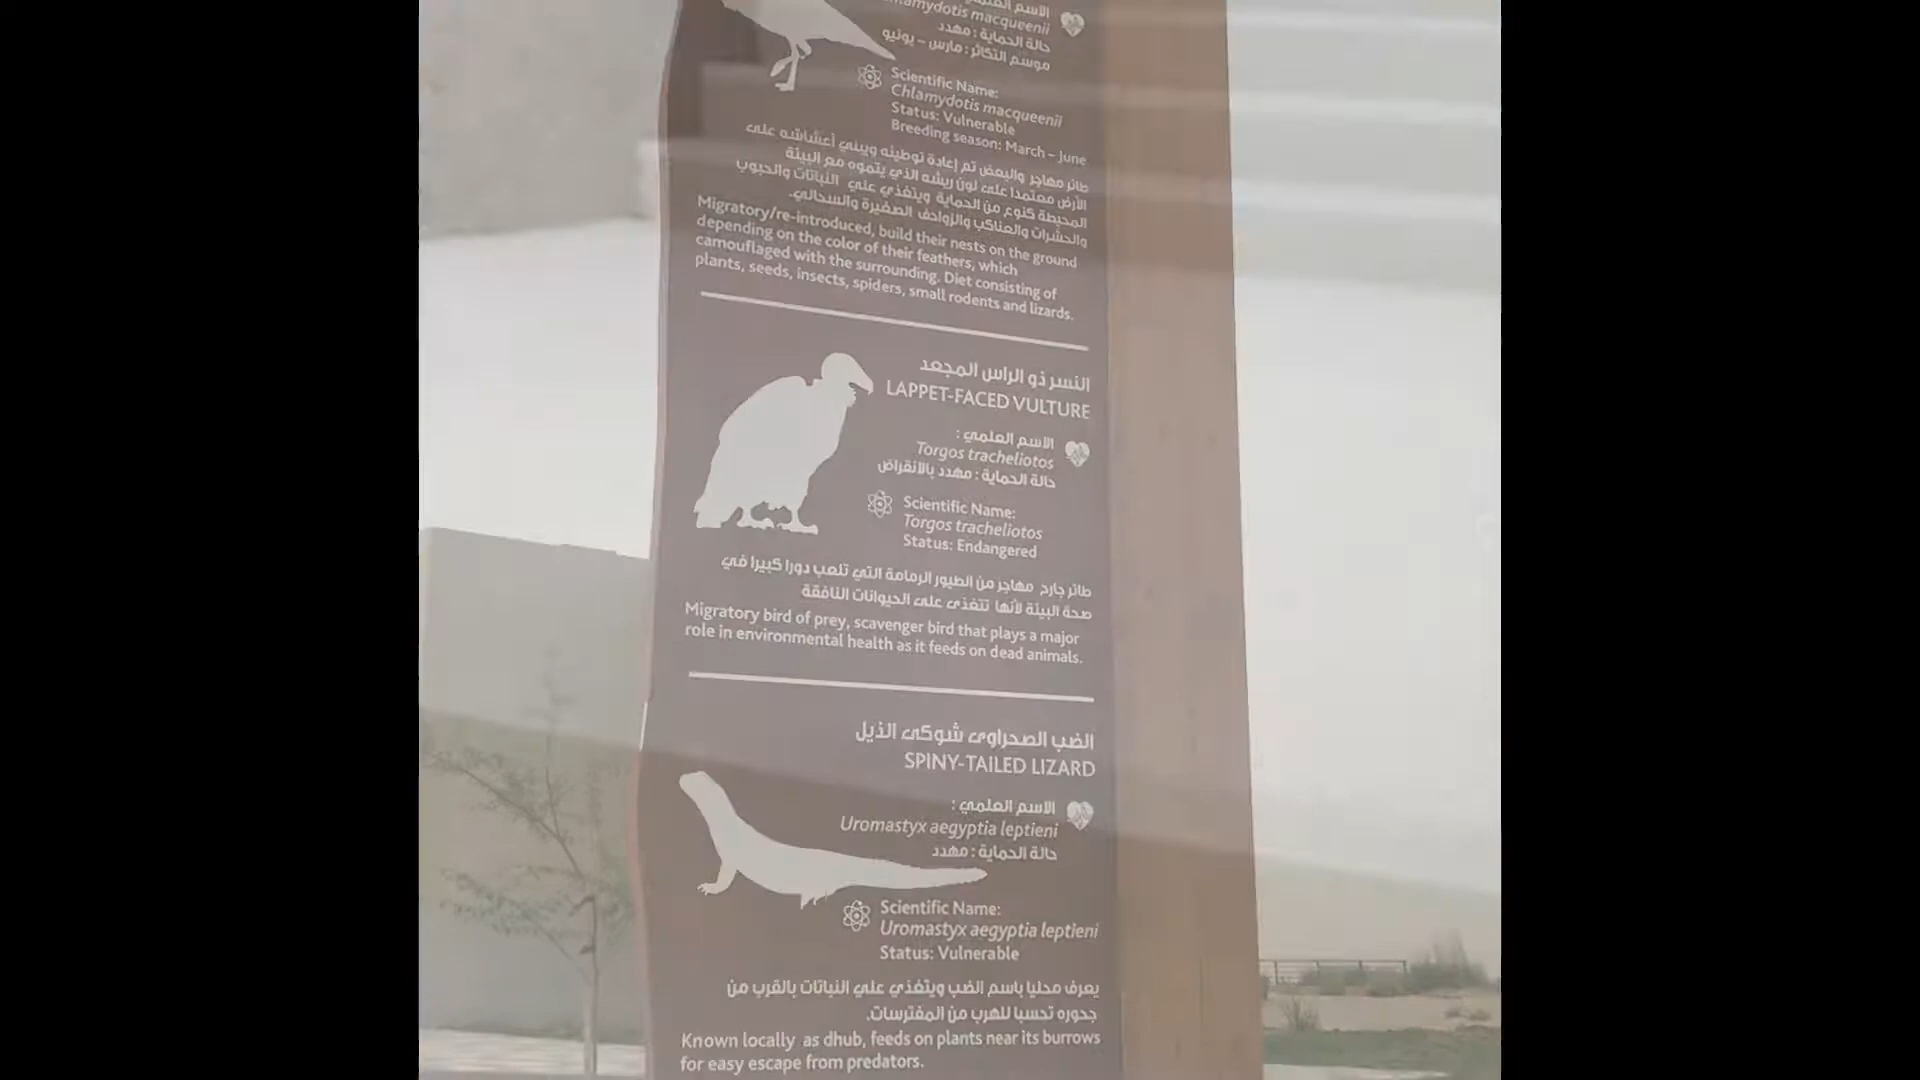 الاسم العلمي
Chlamydotis macqueenii
حالة الحماية : مهدد
موسم التكاثر : مارس – يونيو
Scientific Name:
Chlamydotis macqueenii
Status: Vulnerable
Breeding season: March – June
طائر مهاجر والبعض تم إعادة توطينه ويبني أعشاشه على
الأرض معتمدا على لون ريشه الذي يتموه مع البيئة
المحيطة كنوع من الحماية ويتغذي علي النباتات والحبوب
والحشرات والعناكب والزواحف الصغيرة والسحالي.
Migratory/re-introduced, build their nests on the ground
depending on the color of their feathers, which
camouflaged with the surrounding. Diet consisting of
plants, seeds, insects, spiders, small rodents and lizards.
النسر ذو الراس المجعد
LAPPET-FACED VULTURE
الاسم العلمي :
Torgos tracheliotos
حالة الحماية : مهدد بالأنقراض
Scientific Name:
Torgos tracheliotos
Status: Endangered
طائر جارح مهاجر من الطيور الرمامة التي تلعب دورا كبيرا في
صحة البيئة لأنها تتغذى على الحيوانات النافقة
Migratory bird of prey, scavenger bird that plays a major
role in environmental health as it feeds on dead animals.
الضب الصحراوى شوكى الذيل
SPINY-TAILED LIZARD
الاسم العلمي :
Uromastyx aegyptia leptieni
حالة الحماية : مهدد
Scientific Name:
Uromastyx aegyptia leptieni
Status: Vulnerable
يعرف محليا باسم الضب ويتغذي علي النباتات بالقرب من
جحوره تحسبا للهرب من المفترسات.
Known locally as dhub, feeds on plants near its burrows
for easy escape from predators.